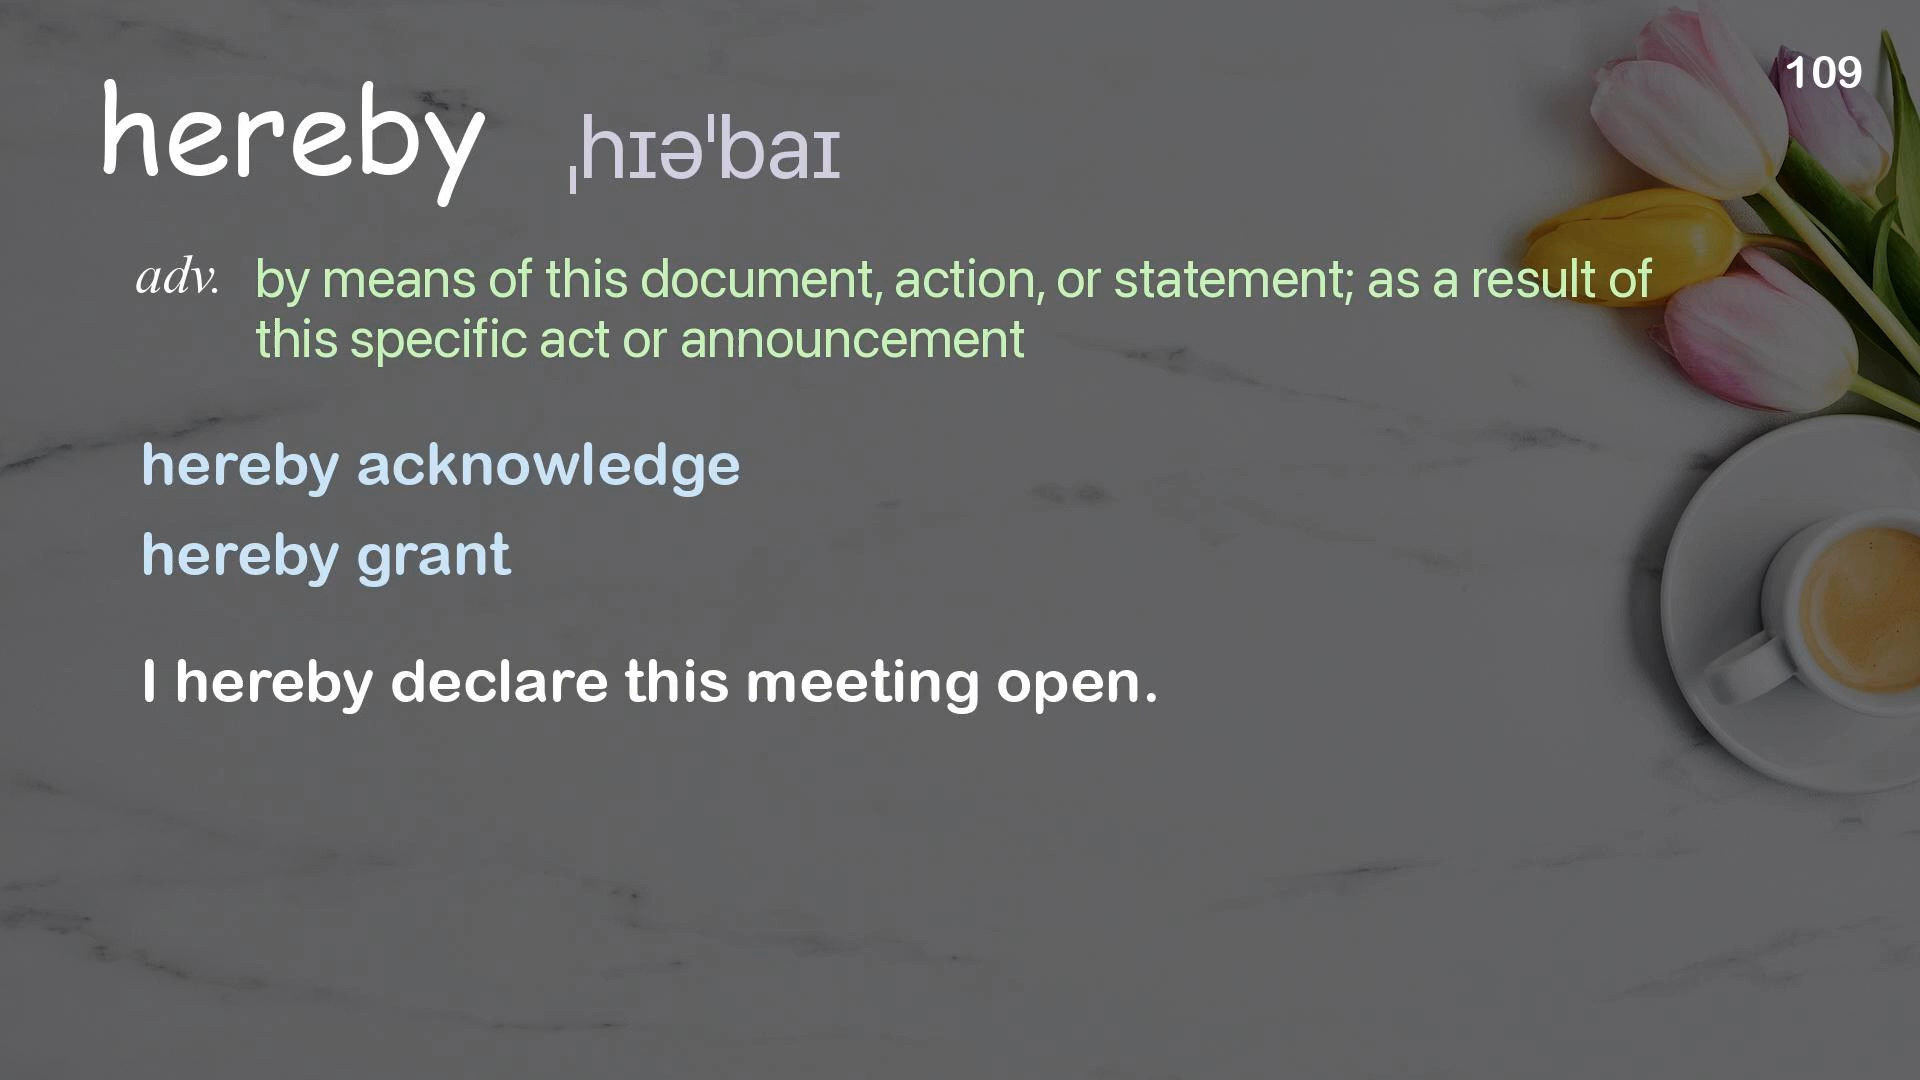 109
hereby ˌhɪəˈbaɪ
adv. by means of this document, action, or statement; as a result of
this specific act or announcement
hereby acknowledge
hereby grant
I hereby declare this meeting open.